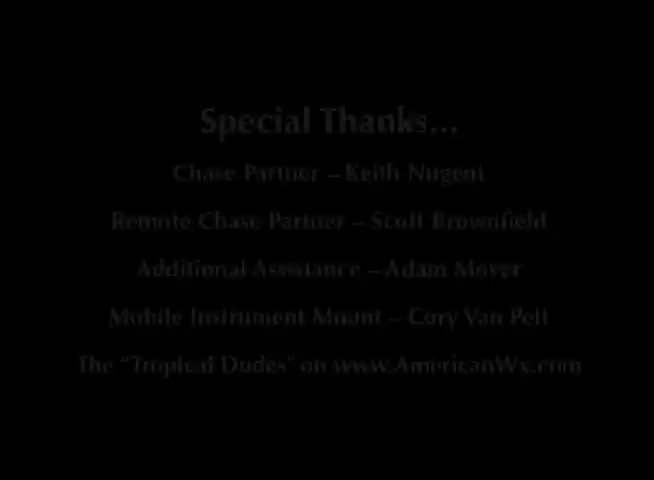 Special Thanks...
Chase Partner – Keith Nugent
Remote Chase Partner – Scott Brownfield
Additional Assistance – Adam Moyer
Mobile Instrument Mount – Cory Van Pelt
The "Tropical Dudes" on www.AmericanWx.com